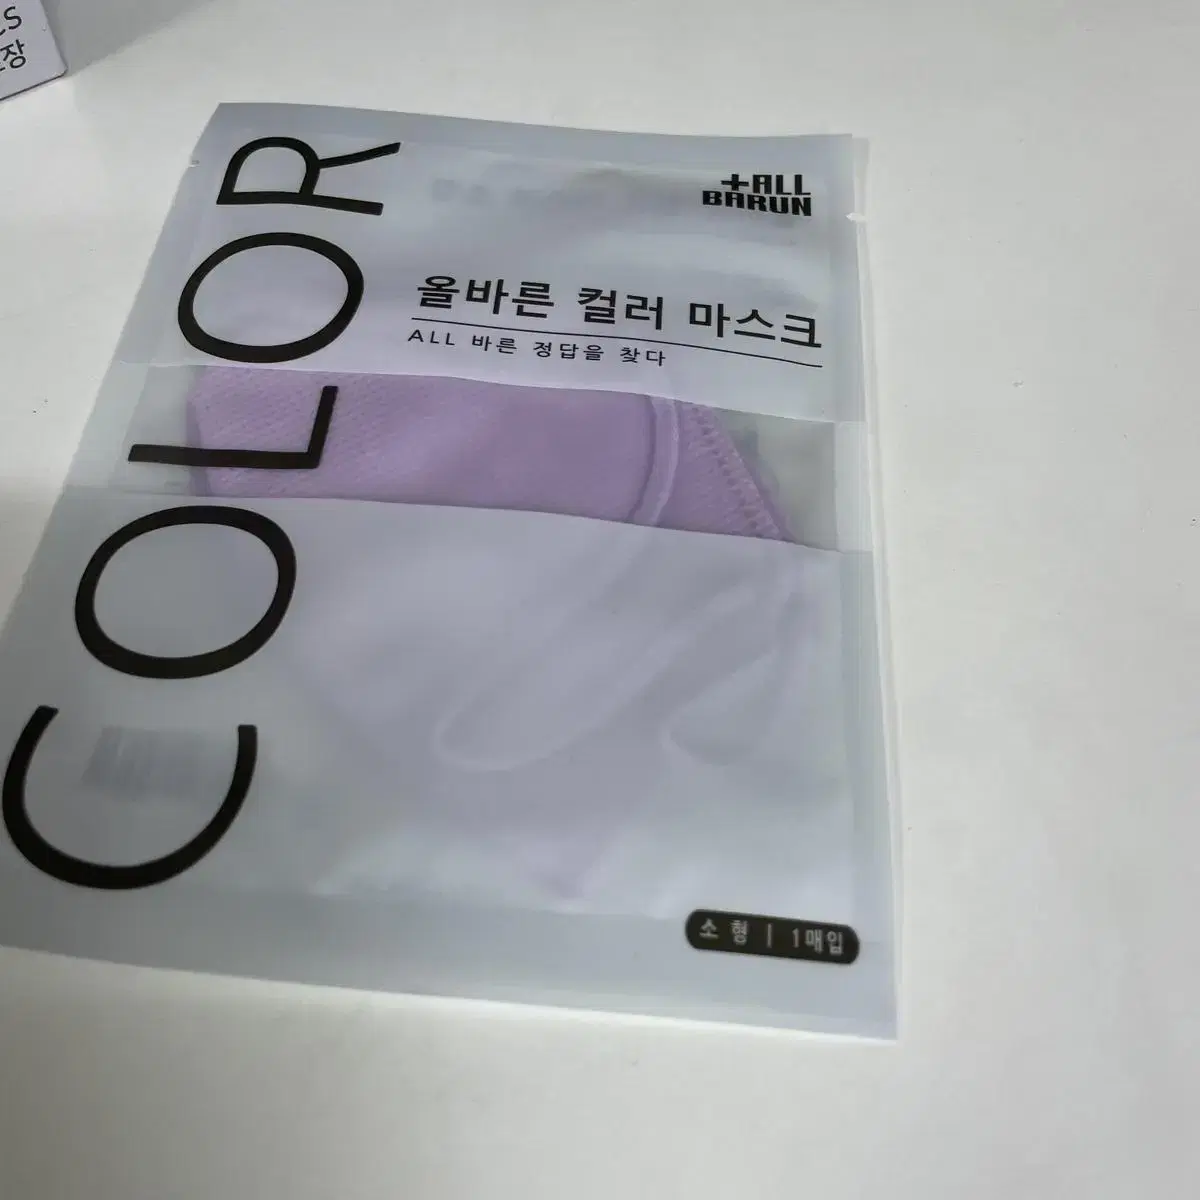 COLOR
+ALL
BARUN
올바른 컬러 마스크
ALL 바른 정답을 찾다
소형 | 1매입